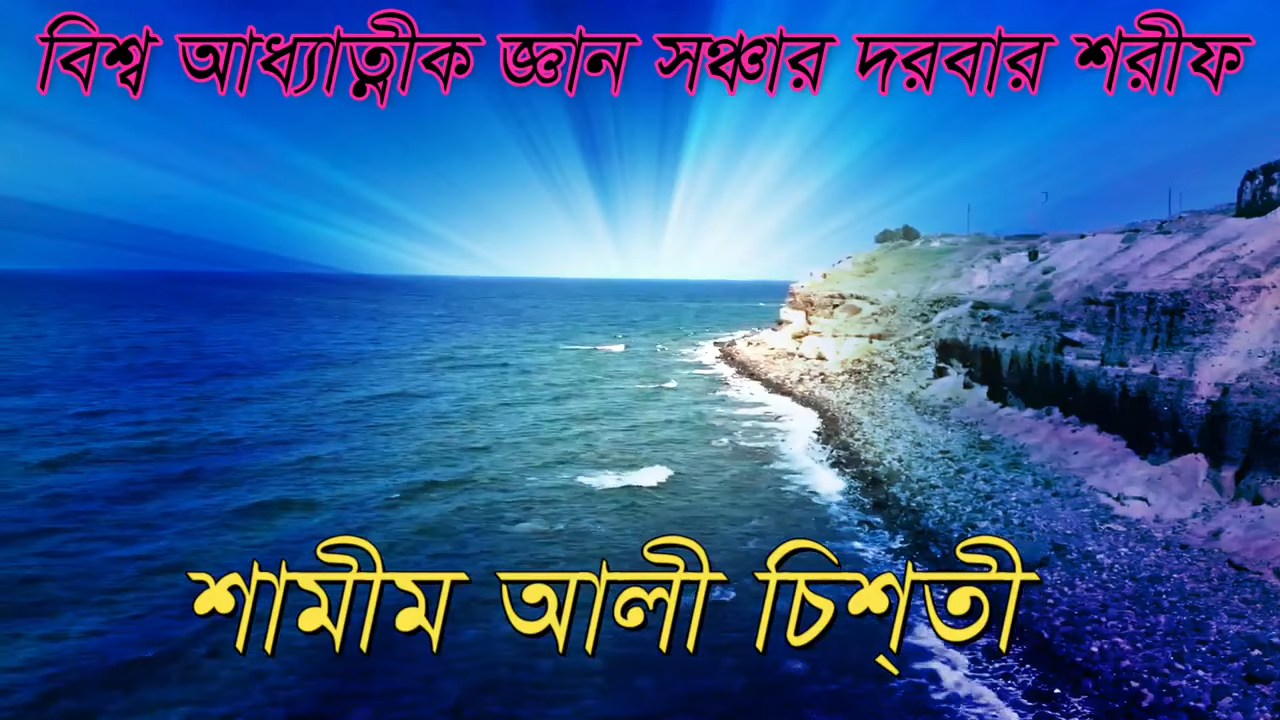 বিশ্ব আধ্যাত্নীক জ্ঞান সঞ্চার দরবার শরীফ
শামীম আলী চিশ্‌তী